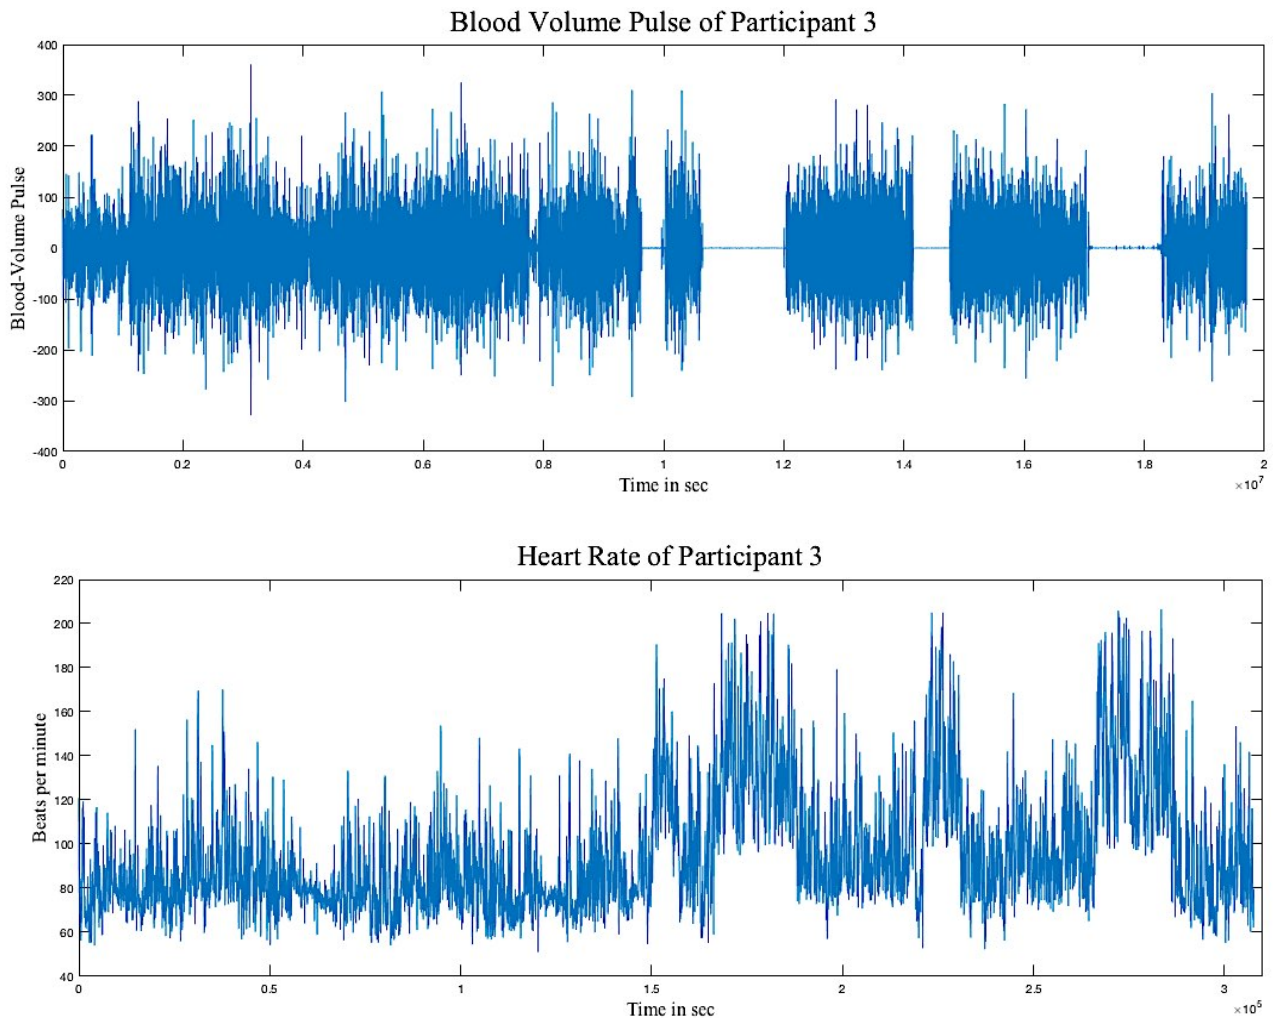 Blood Volume Pulse of Participant 3
400
300
200
100
0
-100
-200
-300
-400
Blood-Volume Pulse
0 0.2 0.4 0.6 0.8 1 1.2 1.4 1.6 1.8 2
×10^7
Time in sec
Heart Rate of Participant 3
220
200
180
160
140
120
100
80
60
40
Beats per minute
0 0.5 1 1.5 2 2.5 3
×10^5
Time in sec